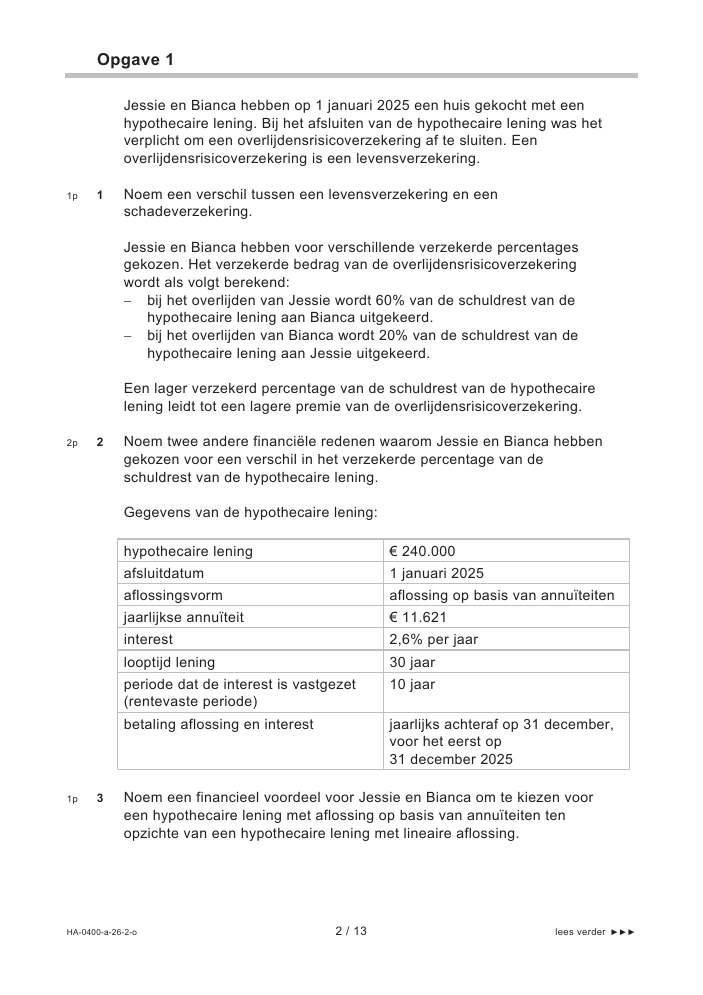 Opgave 1
Jessie en Bianca hebben op 1 januari 2025 een huis gekocht met een
hypothecaire lening. Bij het afsluiten van de hypothecaire lening was het
verplicht om een overlijdensrisicoverzekering af te sluiten. Een
overlijdensrisicoverzekering is een levensverzekering.
1p 1 Noem een verschil tussen een levensverzekering en een
schadeverzekering.
Jessie en Bianca hebben voor verschillende verzekerde percentages
gekozen. Het verzekerde bedrag van de overlijdensrisicoverzekering
wordt als volgt berekend:
– bij het overlijden van Jessie wordt 60% van de schuldrest van de
hypothecaire lening aan Bianca uitgekeerd.
– bij het overlijden van Bianca wordt 20% van de schuldrest van de
hypothecaire lening aan Jessie uitgekeerd.
Een lager verzekerd percentage van de schuldrest van de hypothecaire
lening leidt tot een lagere premie van de overlijdensrisicoverzekering.
2p 2 Noem twee andere financiële redenen waarom Jessie en Bianca hebben
gekozen voor een verschil in het verzekerde percentage van de
schuldrest van de hypothecaire lening.
Gegevens van de hypothecaire lening:
hypothecaire lening € 240.000
afsluitdatum 1 januari 2025
aflossingsvorm aflossing op basis van annuïteiten
jaarlijkse annuïteit € 11.621
interest 2,6% per jaar
looptijd lening 30 jaar
periode dat de interest is vastgezet 10 jaar
(rentevaste periode)
betaling aflossing en interest jaarlijks achteraf op 31 december,
voor het eerst op
31 december 2025
1p 3 Noem een financieel voordeel voor Jessie en Bianca om te kiezen voor
een hypothecaire lening met aflossing op basis van annuïteiten ten
opzichte van een hypothecaire lening met lineaire aflossing.
HA-0400-a-26-2-o 2 / 13 lees verder ►►►